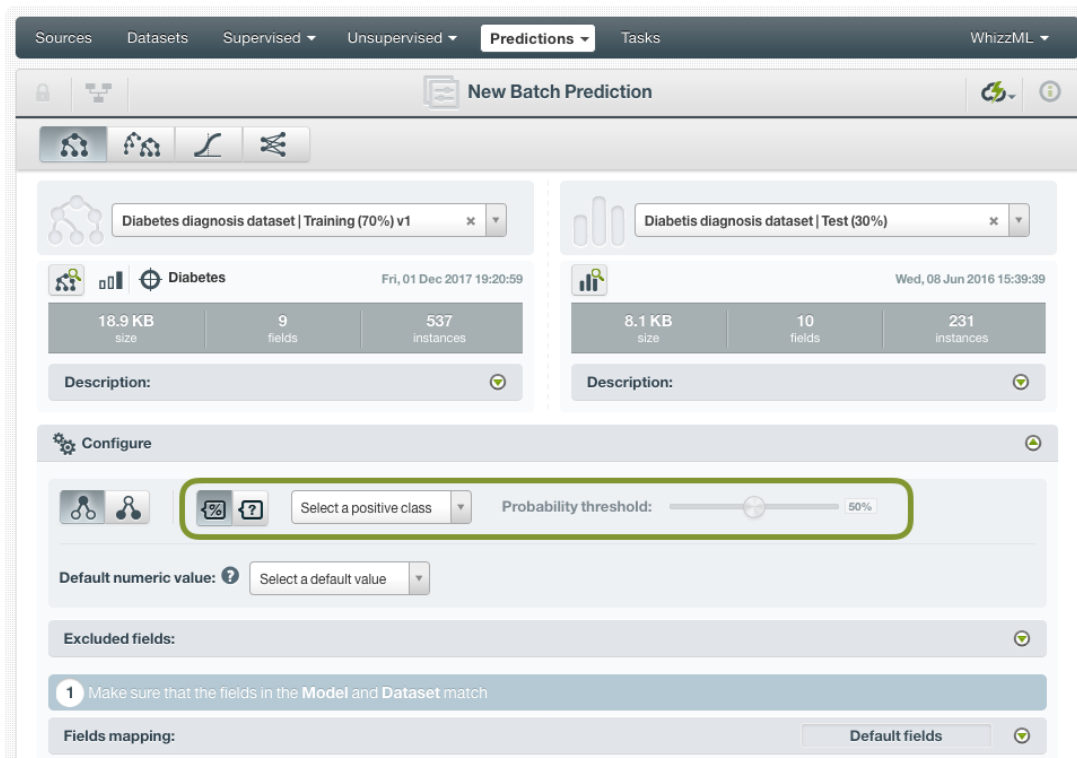 Sources Datasets Supervised Unsupervised Predictions Tasks WhizzML
New Batch Prediction
Diabetes diagnosis dataset | Training (70%) v1
Diabetes Fri, 01 Dec 2017 19:20:59
18.9 KB 9 537
size fields instances
Description:
Diabetis diagnosis dataset | Test (30%)
Wed, 08 Jun 2016 15:39:39
8.1 KB 10 231
size fields instances
Description:
Configure
% ? Select a positive class Probability threshold: 50%
Default numeric value: ? Select a default value
Excluded fields:
1 Make sure that the fields in the Model and Dataset match
Fields mapping: Default fields